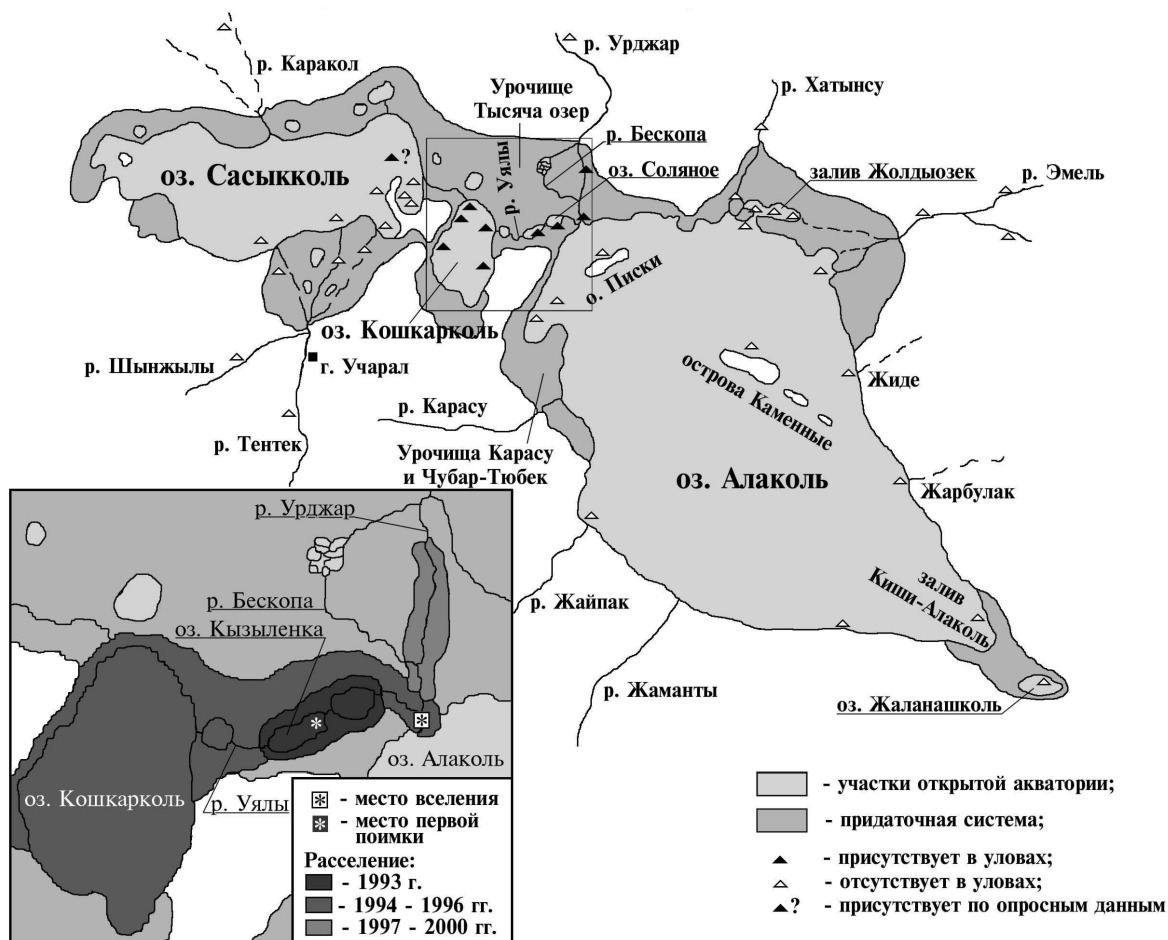 р. Каракол
р. Урджар
Урочище
Тысяча озер
р. Хатынсу
р. Бескопа
оз. Соляное
залив Жолдыозек
р. Эмель
оз. Сасыкколь
?
р. Уялы
о. Писки
оз. Кошкарколь
р. Шынжылы
г. Учарал
р. Тентек
р. Карасу
Урочища Карасу
и Чубар-Тюбек
острова Каменные
Жиде
оз. Алаколь
Жарбулак
р. Жайпак
залив
Киши-Алаколь
р. Жаманты
оз. Жаланашколь
р. Урджар
р. Бескопа
оз. Кызыленка
оз. Алаколь
оз. Кошкарколь
р. Уялы
- место вселения
- место первой
поимки
Расселение:
- 1993 г.
- 1994 - 1996 гг.
- 1997 - 2000 гг.
- участки открытой акватории;
- придаточная система;
- присутствует в уловах;
- отсутствует в уловах;
? - присутствует по опросным данным